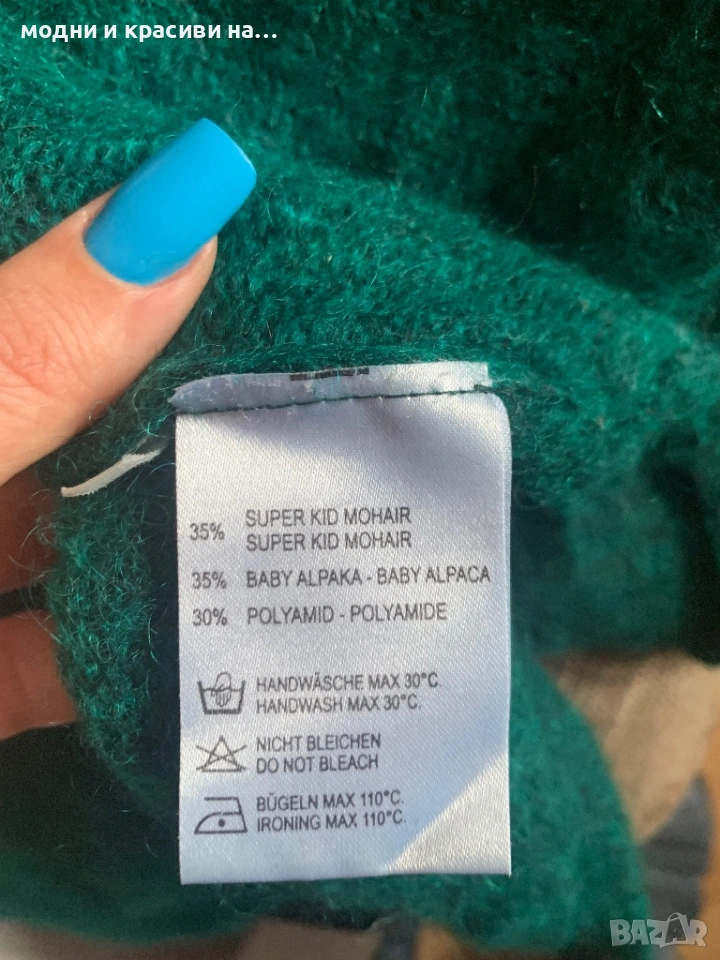 модни и красиви на...
35% SUPER KID MOHAIR
SUPER KID MOHAIR
35% BABY ALPAKA - BABY ALPACA
30% POLYAMID - POLYAMIDE
HANDWÄSCHE MAX 30°C.
HANDWASH MAX 30°C.
NICHT BLEICHEN
DO NOT BLEACH
BÜGELN MAX 110°C.
IRONING MAX 110°C.
BAZAR